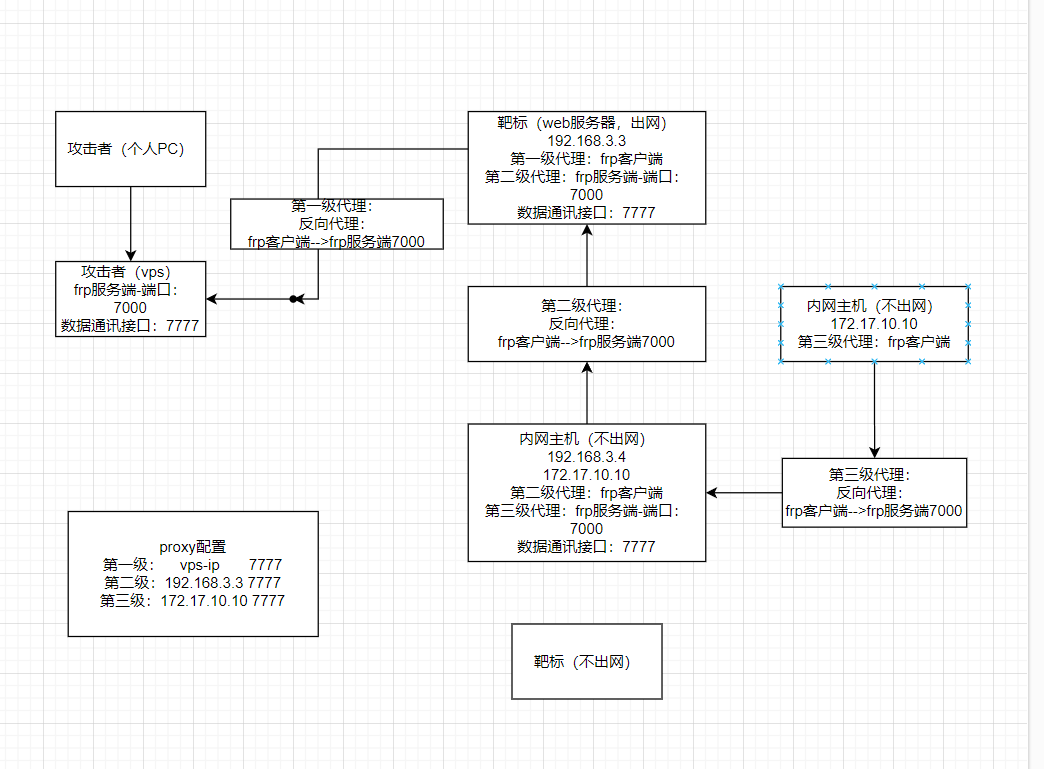 攻击者（个人PC）
攻击者（vps）
frp服务端-端口：
7000
数据通讯接口：7777
第一级代理：
反向代理：
frp客户端-->frp服务端7000
靶标（web服务器，出网）
192.168.3.3
第一级代理：frp客户端
第二级代理：frp服务端-端口：
7000
数据通讯接口：7777
第二级代理：
反向代理：
frp客户端-->frp服务端7000
内网主机（不出网）
172.17.10.10
第三级代理：frp客户端
内网主机（不出网）
192.168.3.4
172.17.10.10
第二级代理：frp客户端
第三级代理：frp服务端-端口：
7000
数据通讯接口：7777
第三级代理：
反向代理：
frp客户端-->frp服务端7000
proxy配置
第一级： vps-ip 7777
第二级：192.168.3.3 7777
第三级：172.17.10.10 7777
靶标（不出网）